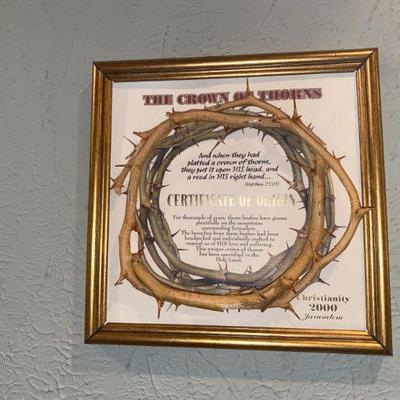 THE CROWN OF THORNS
And when they had
platted a crown of thorns,
they put it upon HIS head, and
a reed in HIS right hand...
(Matthew 27:29)
CERTIFICATE OF ORIGIN
For thousands of years, thorn bushes have grown
plentifully on the mountains
surrounding Jerusalem.
The branches from these bushes had been
handpicked and individually crafted to
remind us of HIS love and suffering.
This unique crown of thorns
has been sanctified in the
Holy Land.
Christianity
2000
Jerusalem